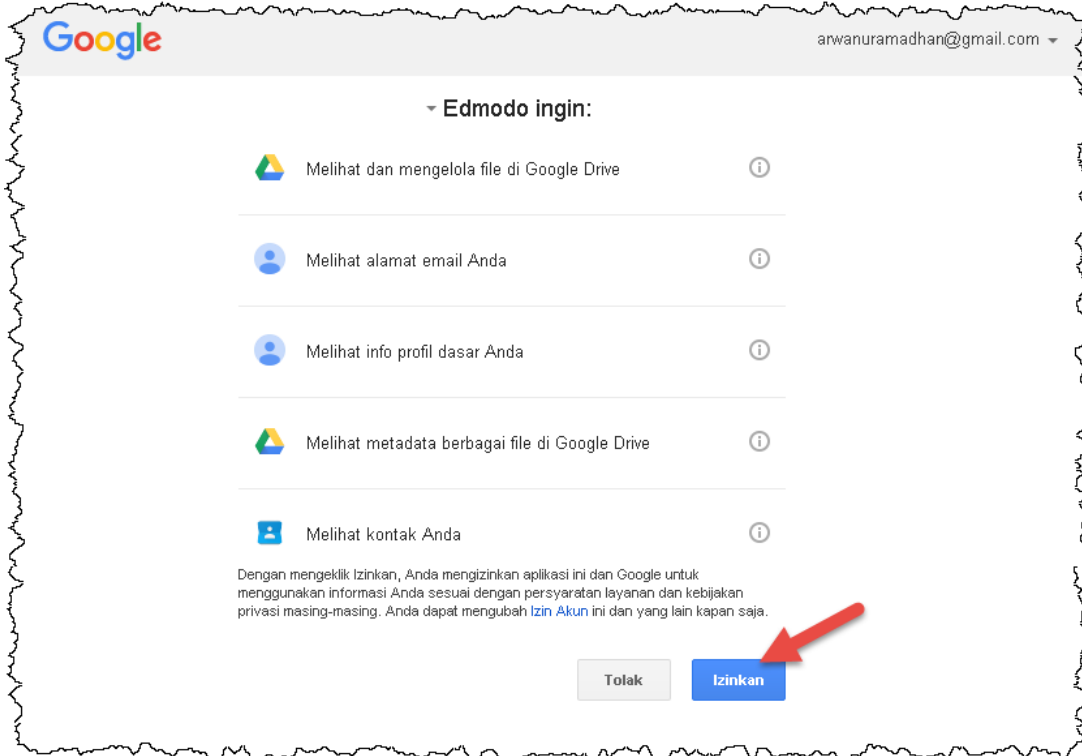 Google
arwanuramadhan@gmail.com
Edmodo ingin:
Melihat dan mengelola file di Google Drive
Melihat alamat email Anda
Melihat info profil dasar Anda
Melihat metadata berbagai file di Google Drive
Melihat kontak Anda
Dengan mengeklik Izinkan, Anda mengizinkan aplikasi ini dan Google untuk
menggunakan informasi Anda sesuai dengan persyaratan layanan dan kebijakan
privasi masing-masing. Anda dapat mengubah Izin Akun ini dan yang lain kapan saja.
Tolak
Izinkan